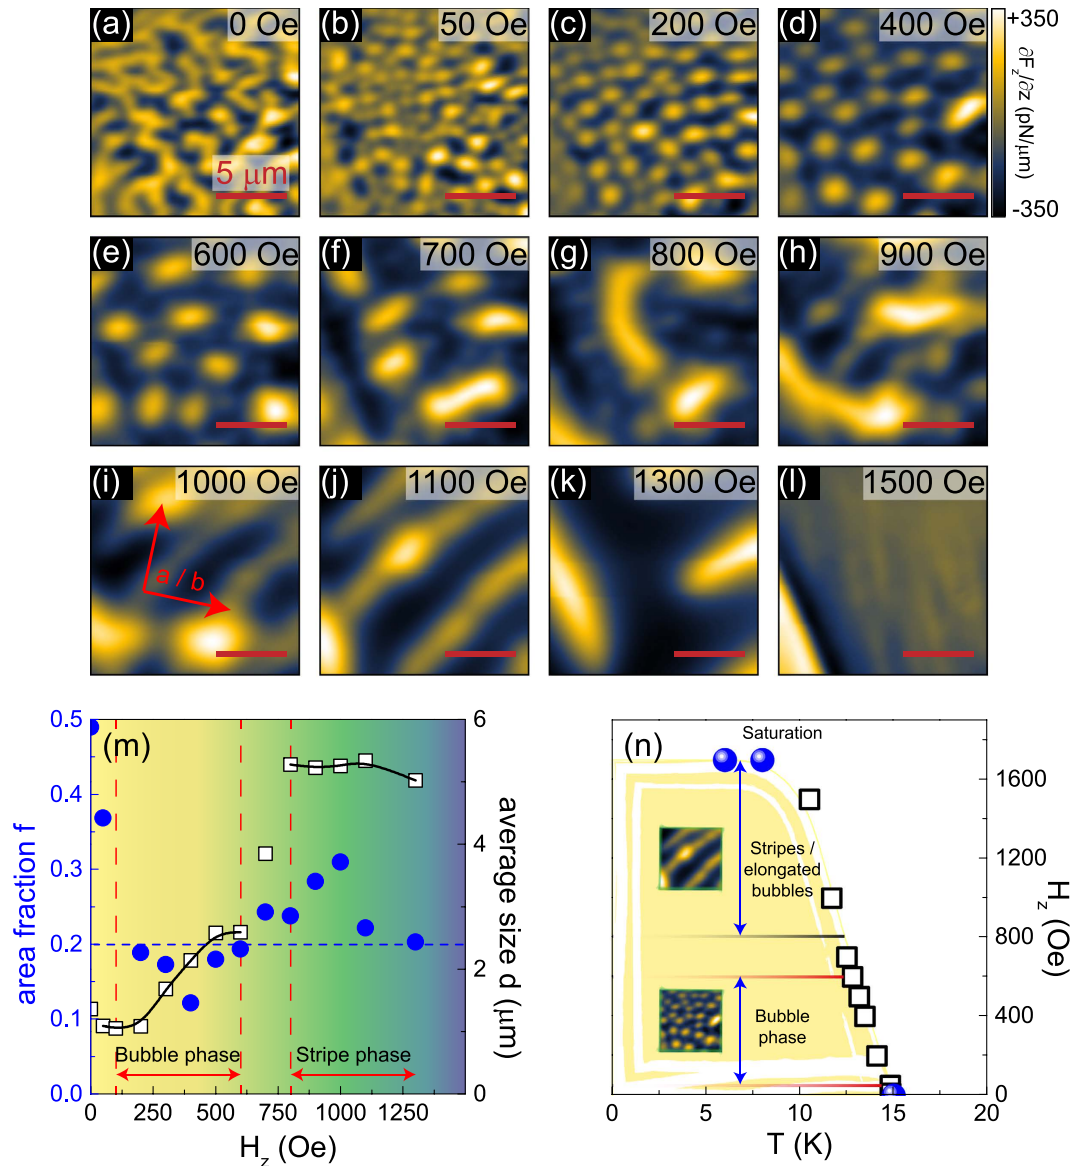 (a) 0 Oe
5 μm
(b) 50 Oe
(c) 200 Oe
(d) 400 Oe
+350
∂F_z/∂z (pN/μm)
-350
(e) 600 Oe
(f) 700 Oe
(g) 800 Oe
(h) 900 Oe
(i) 1000 Oe
a / b
(j) 1100 Oe
(k) 1300 Oe
(l) 1500 Oe
(m)
area fraction f
0.5
0.4
0.3
0.2
0.1
0.0
6
4
2
0
average size d (μm)
Bubble phase
Stripe phase
0 250 500 750 1000 1250
H_z (Oe)
(n)
Saturation
Stripes /
elongated
bubbles
Bubble
phase
1600
1200
800
400
0
H_z (Oe)
0 5 10 15 20
T (K)